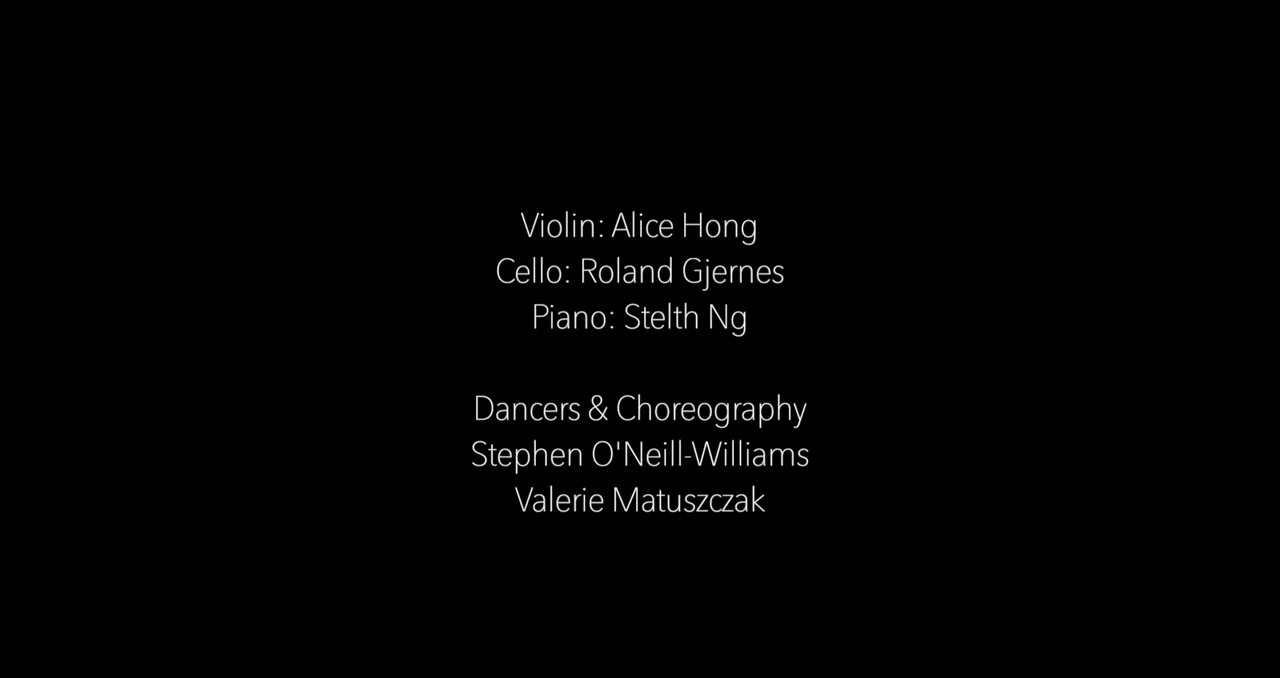 Violin: Alice Hong
Cello: Roland Gjernes
Piano: Stelth Ng
Dancers & Choreography
Stephen O'Neill-Williams
Valerie Matuszczak